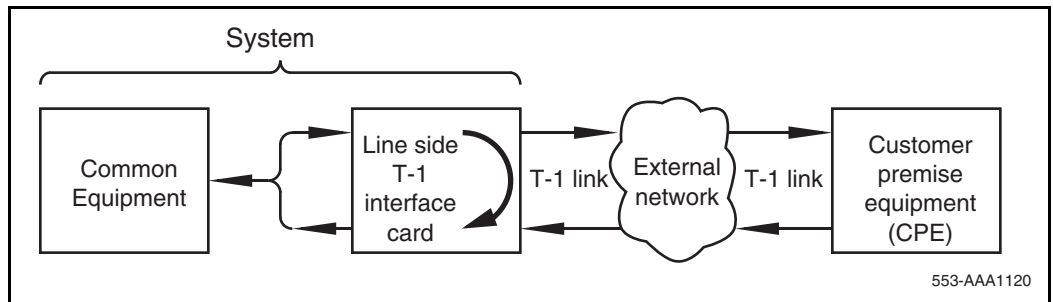 System
Common
Equipment
Line side
T-1
interface
card
T-1 link
External
network
T-1 link
Customer
premise
equipment
(CPE)
553-AAA1120